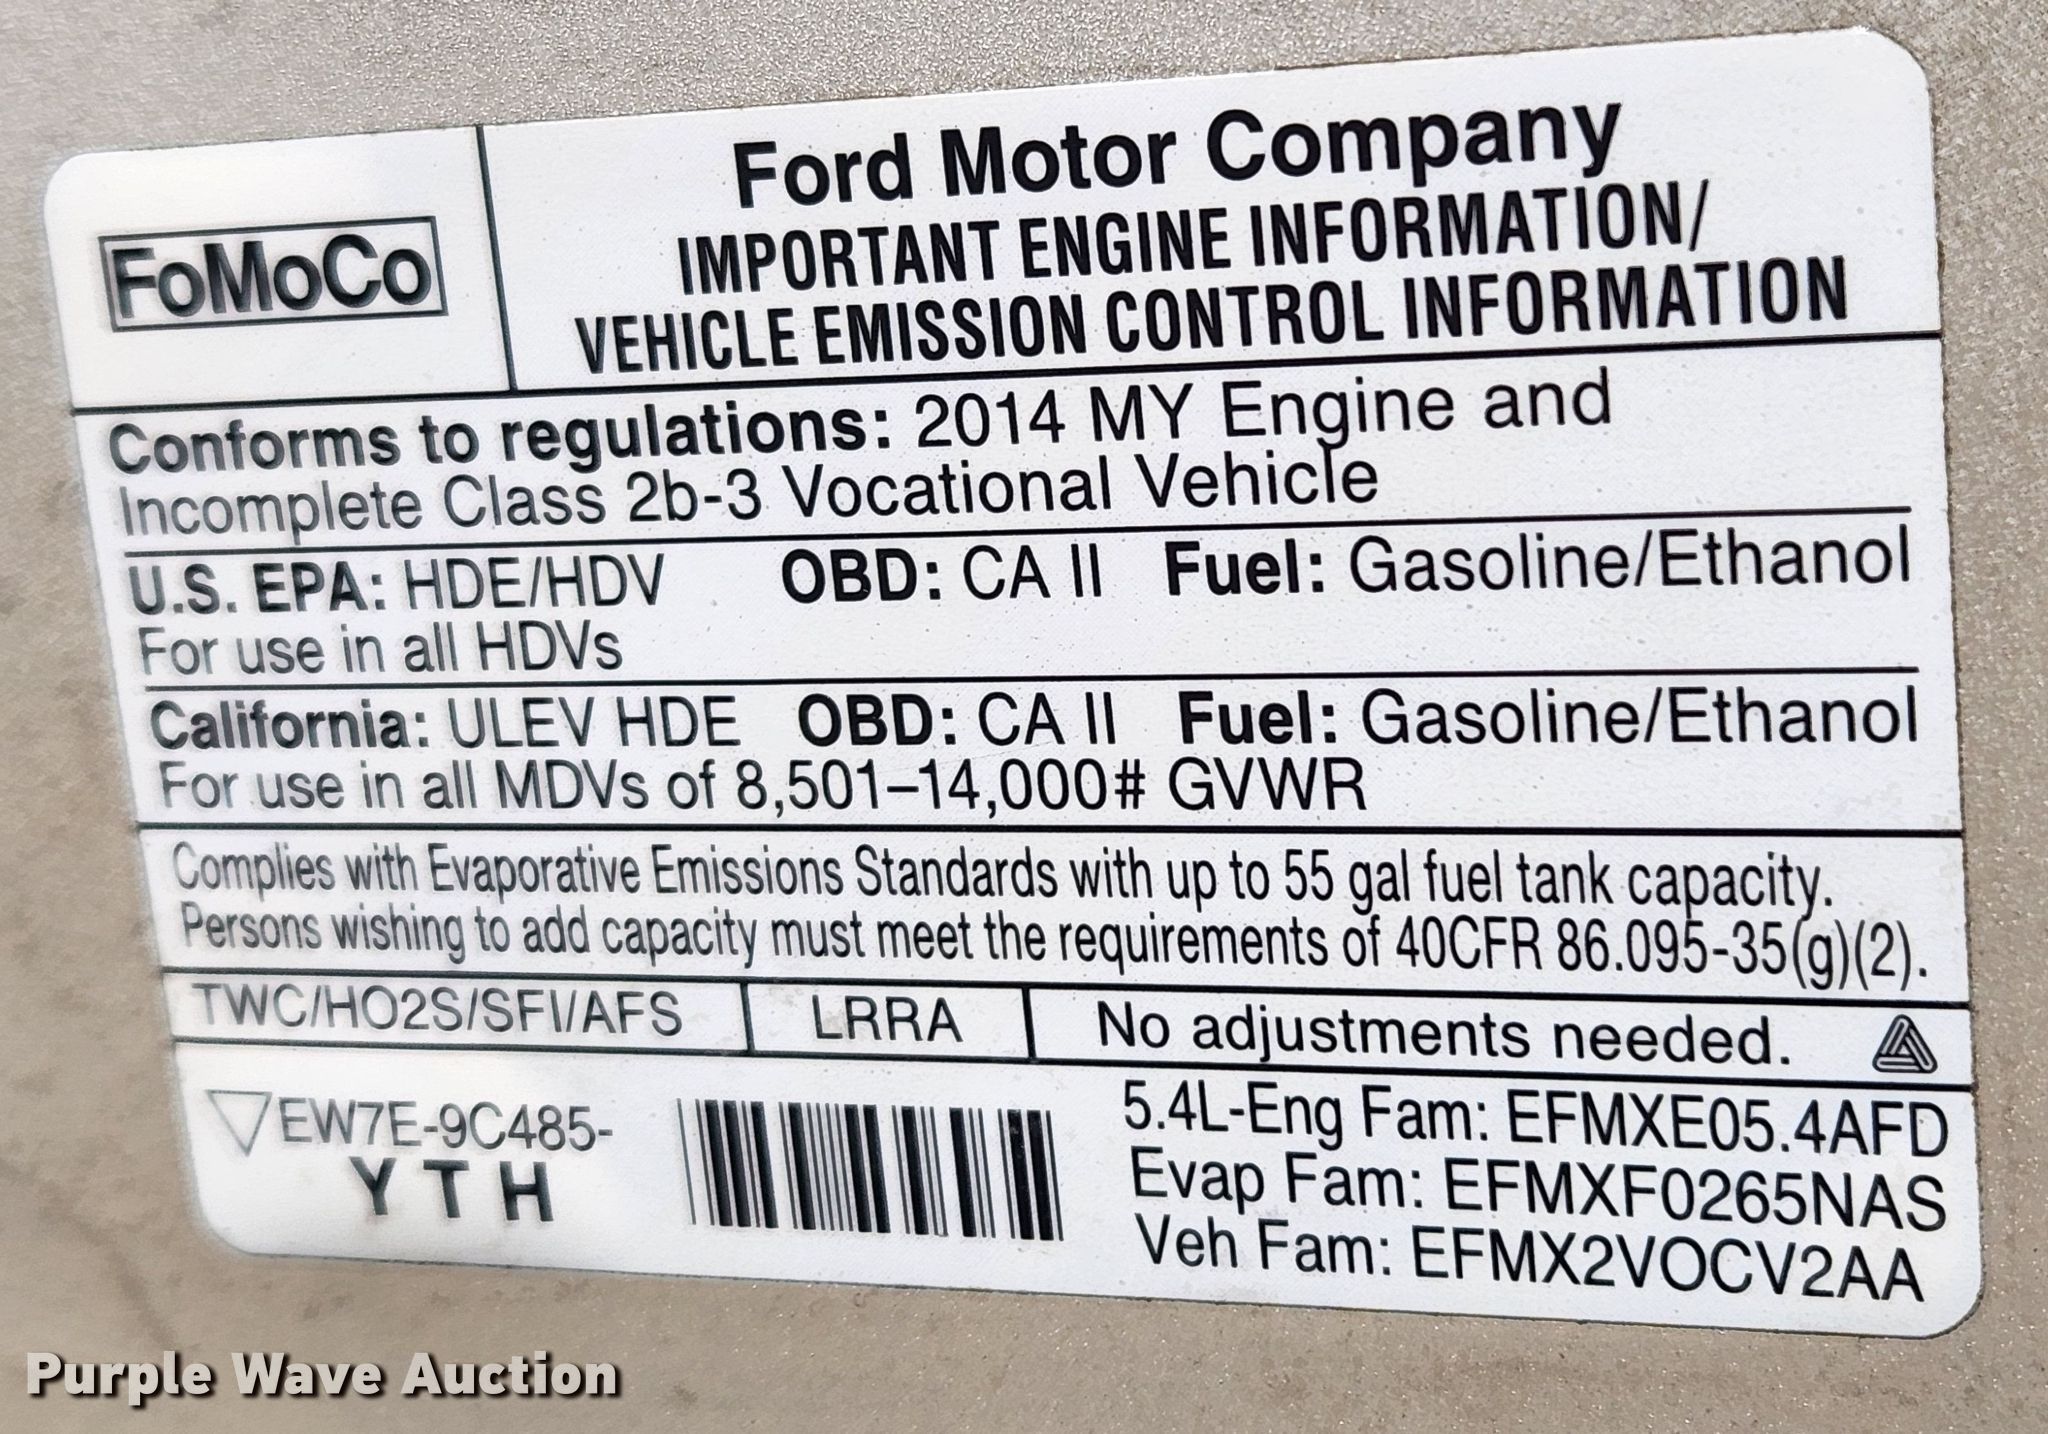 FoMoCo
Ford Motor Company
IMPORTANT ENGINE INFORMATION/
VEHICLE EMISSION CONTROL INFORMATION
Conforms to regulations: 2014 MY Engine and
Incomplete Class 2b-3 Vocational Vehicle
U.S. EPA: HDE/HDV OBD: CA II Fuel: Gasoline/Ethanol
For use in all HDVs
California: ULEV HDE OBD: CA II Fuel: Gasoline/Ethanol
For use in all MDVs of 8,501–14,000# GVWR
Complies with Evaporative Emissions Standards with up to 55 gal fuel tank capacity.
Persons wishing to add capacity must meet the requirements of 40CFR 86.095-35(g)(2).
TWC/HO2S/SFI/AFS LRRA No adjustments needed.
EW7E-9C485-
YTH
5.4L-Eng Fam: EFMXE05.4AFD
Evap Fam: EFMXF0265NAS
Veh Fam: EFMX2VOCV2AA
Purple Wave Auction